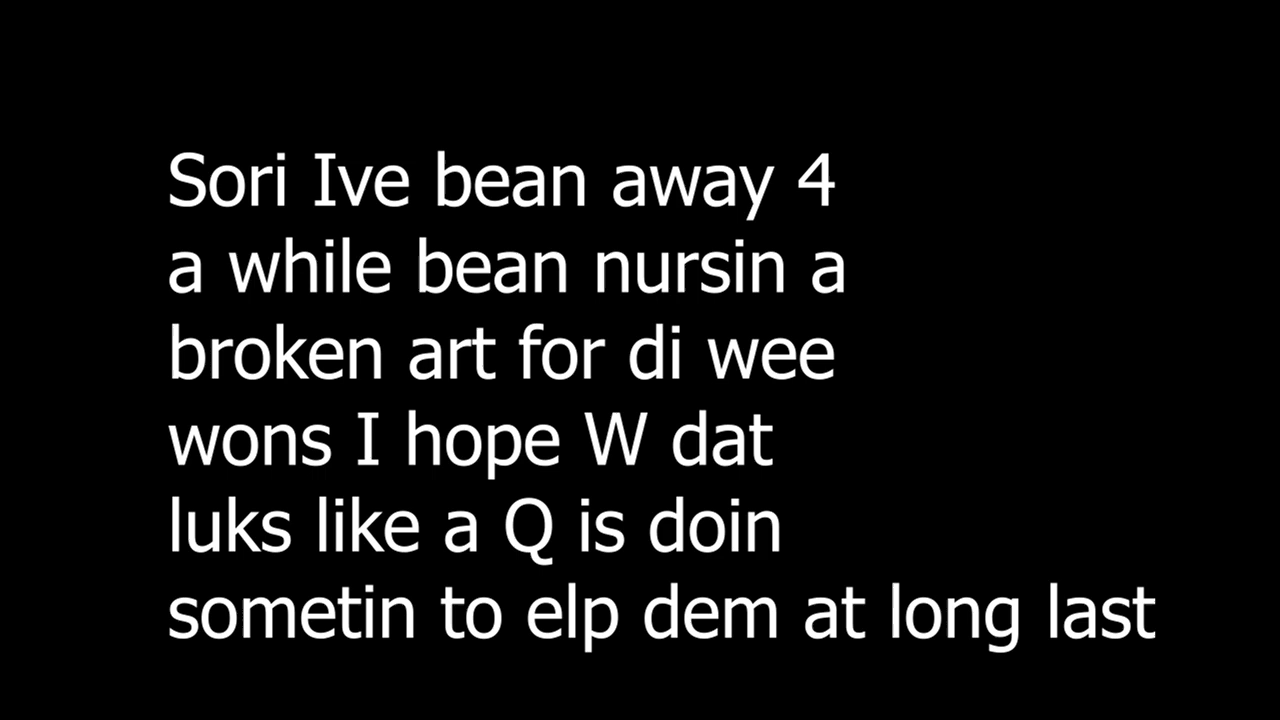 Sori Ive bean away 4
a while bean nursin a
broken art for di wee
wons I hope W dat
luks like a Q is doin
sometin to elp dem at long last